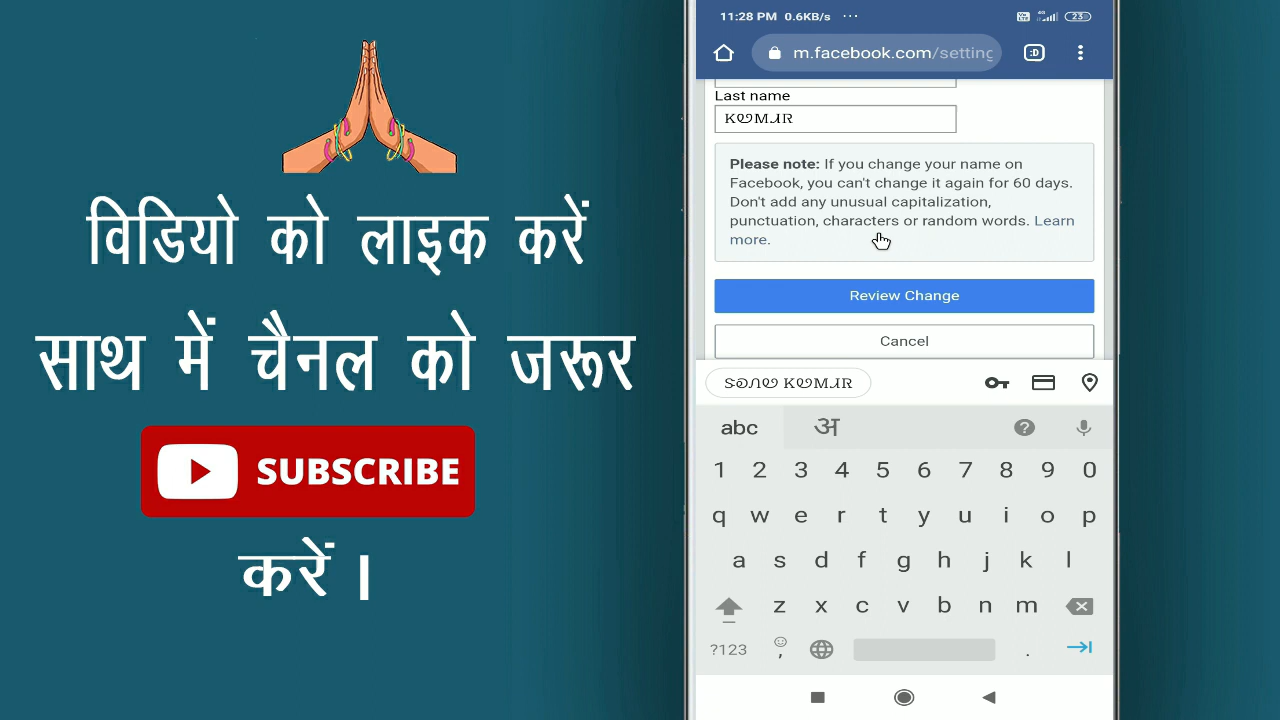 विडियो को लाइक करें
साथ में चैनल को जरूर
SUBSCRIBE
करें ।
11:28 PM 0.6KB/s ...
4G
23
m.facebook.com/setting
:D
Last name
Please note: If you change your name on
Facebook, you can't change it again for 60 days.
Don't add any unusual capitalization,
punctuation, characters or random words. Learn
more.
Review Change
Cancel
abc अ ?
1 2 3 4 5 6 7 8 9 0
q w e r t y u i o p
a s d f g h j k l
z x c v b n m
?123 , .